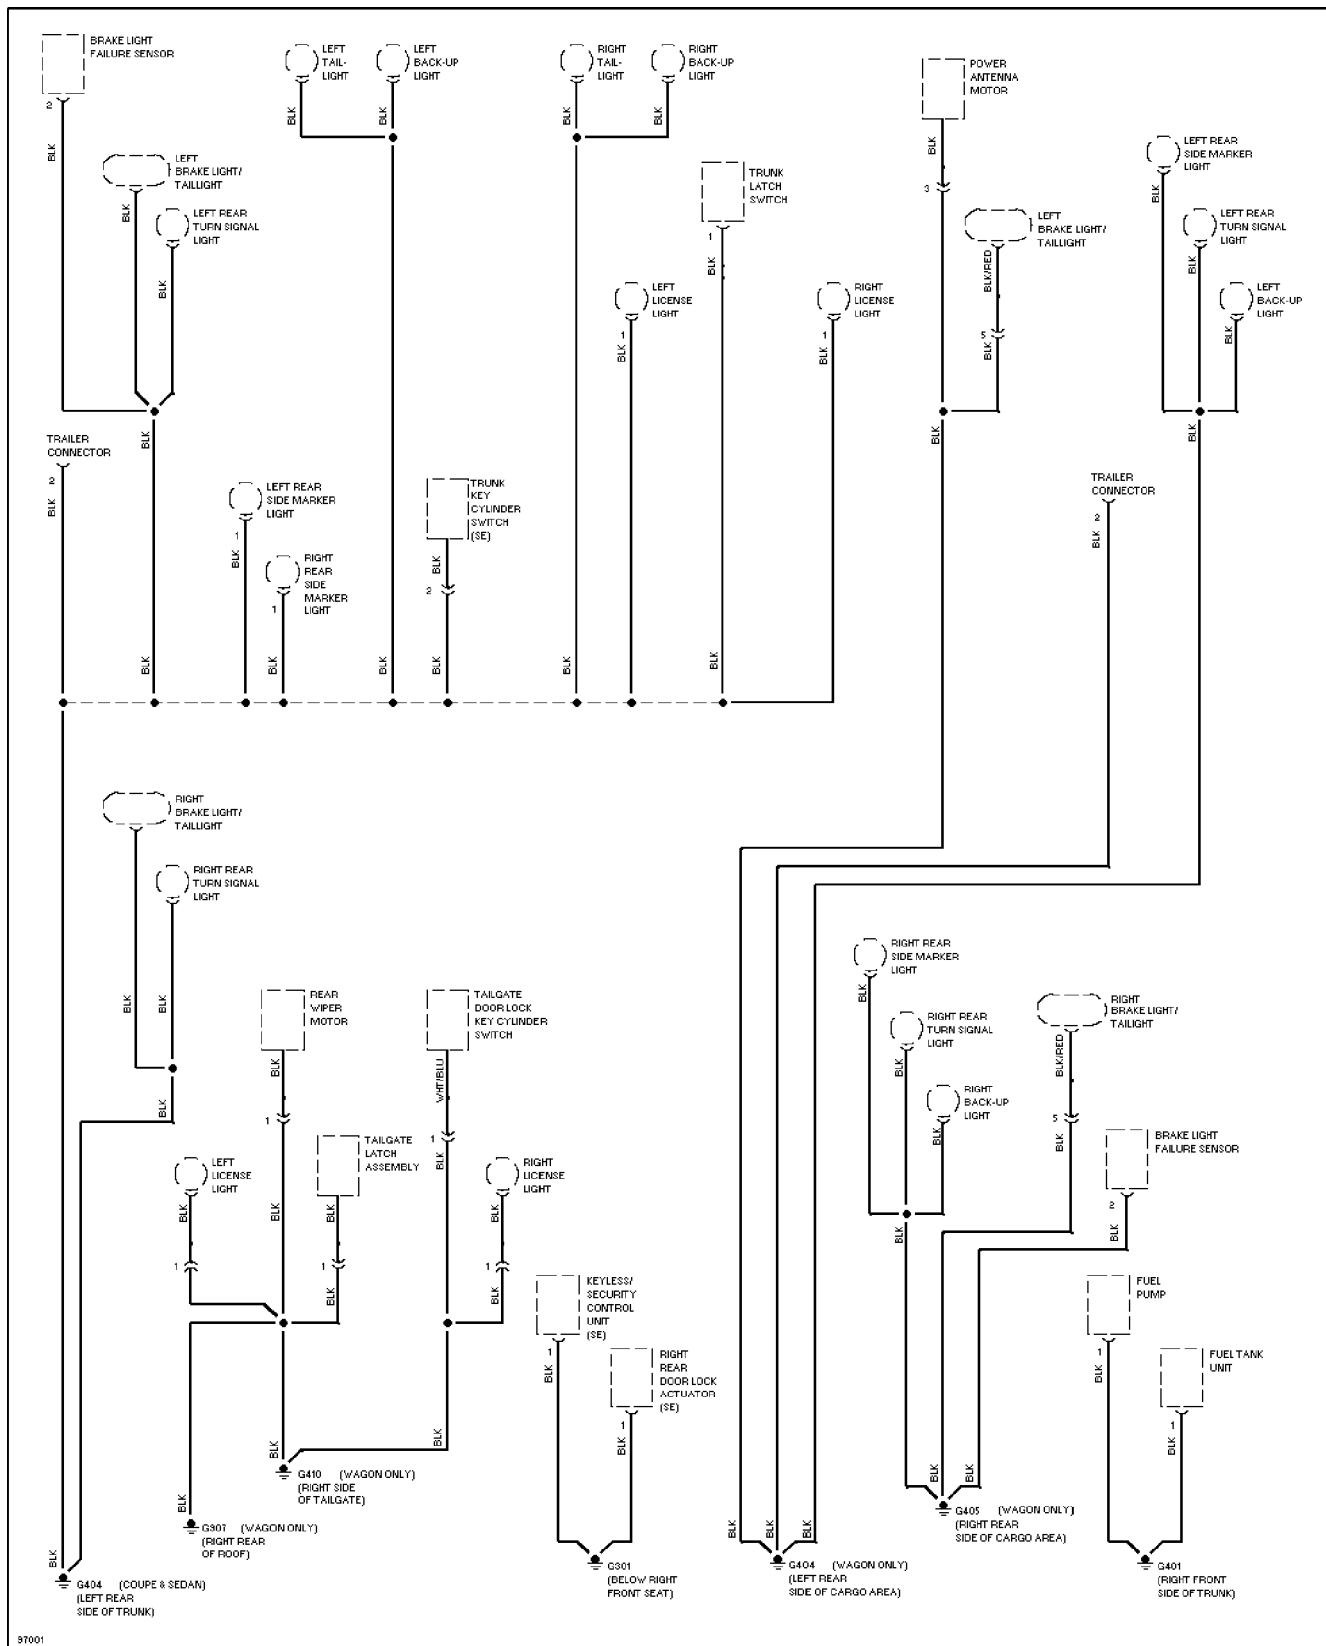 BRAKE LIGHT
FAILURE SENSOR
2
BLK
LEFT
TAIL-
LIGHT
BLK
LEFT
BACK-UP
LIGHT
BLK
RIGHT
TAIL-
LIGHT
BLK
RIGHT
BACK-UP
LIGHT
BLK
POWER
ANTENNA
MOTOR
BLK
3
LEFT
BRAKE LIGHT/
TAILLIGHT
BLK
LEFT REAR
TURN SIGNAL
LIGHT
BLK
BLK
TRUNK
LATCH
SWITCH
1
BLK
LEFT
LICENSE
LIGHT
1
BLK
RIGHT
LICENSE
LIGHT
1
BLK
LEFT
BRAKE LIGHT/
TAILLIGHT
BLK/RED
5
BLK
BLK
LEFT REAR
SIDE MARKER
LIGHT
BLK
LEFT REAR
TURN SIGNAL
LIGHT
BLK
LEFT
BACK-UP
LIGHT
BLK
BLK
TRAILER
CONNECTOR
2
BLK
LEFT REAR
SIDE MARKER
LIGHT
1
BLK
RIGHT
REAR
SIDE
MARKER
LIGHT
1
TRUNK
KEY
CYLINDER
SWITCH
(SE)
BLK
2
TRAILER
CONNECTOR
2
BLK
BLK
BLK
BLK
BLK
BLK
BLK
BLK
BLK
RIGHT
BRAKE LIGHT/
TAILLIGHT
BLK
RIGHT REAR
TURN SIGNAL
LIGHT
BLK
BLK
REAR
WIPER
MOTOR
BLK
1
BLK
TAILGATE
DOOR LOCK
KEY CYLINDER
SWITCH
WHT/BLU
1
BLK
LEFT
LICENSE
LIGHT
BLK
1
BLK
TAILGATE
LATCH
ASSEMBLY
BLK
1
BLK
RIGHT
LICENSE
LIGHT
BLK
1
BLK
RIGHT REAR
SIDE MARKER
LIGHT
BLK
RIGHT REAR
TURN SIGNAL
LIGHT
BLK
RIGHT
BACK-UP
LIGHT
BLK
BLK
RIGHT
BRAKE LIGHT/
TAILIGHT
BLK/RED
5
BLK
BRAKE LIGHT
FAILURE SENSOR
2
BLK
KEYLESS/
SECURITY
CONTROL
UNIT
(SE)
1
BLK
RIGHT
REAR
DOOR LOCK
ACTUATOR
(SE)
1
BLK
FUEL
PUMP
1
BLK
FUEL TANK
UNIT
1
BLK
BLK
BLK
BLK
BLK
BLK
BLK
BLK
BLK
BLK
G410 (WAGON ONLY)
(RIGHT SIDE
OF TAILGATE)
G907 (WAGON ONLY)
(RIGHT REAR
OF ROOF)
G405 (WAGON ONLY)
(RIGHT REAR
SIDE OF CARGO AREA)
G404 (COUPE & SEDAN)
(LEFT REAR
SIDE OF TRUNK)
G301
(BELOW RIGHT
FRONT SEAT)
G404 (WAGON ONLY)
(LEFT REAR
SIDE OF CARGO AREA)
G401
(RIGHT FRONT
SIDE OF TRUNK)
97001